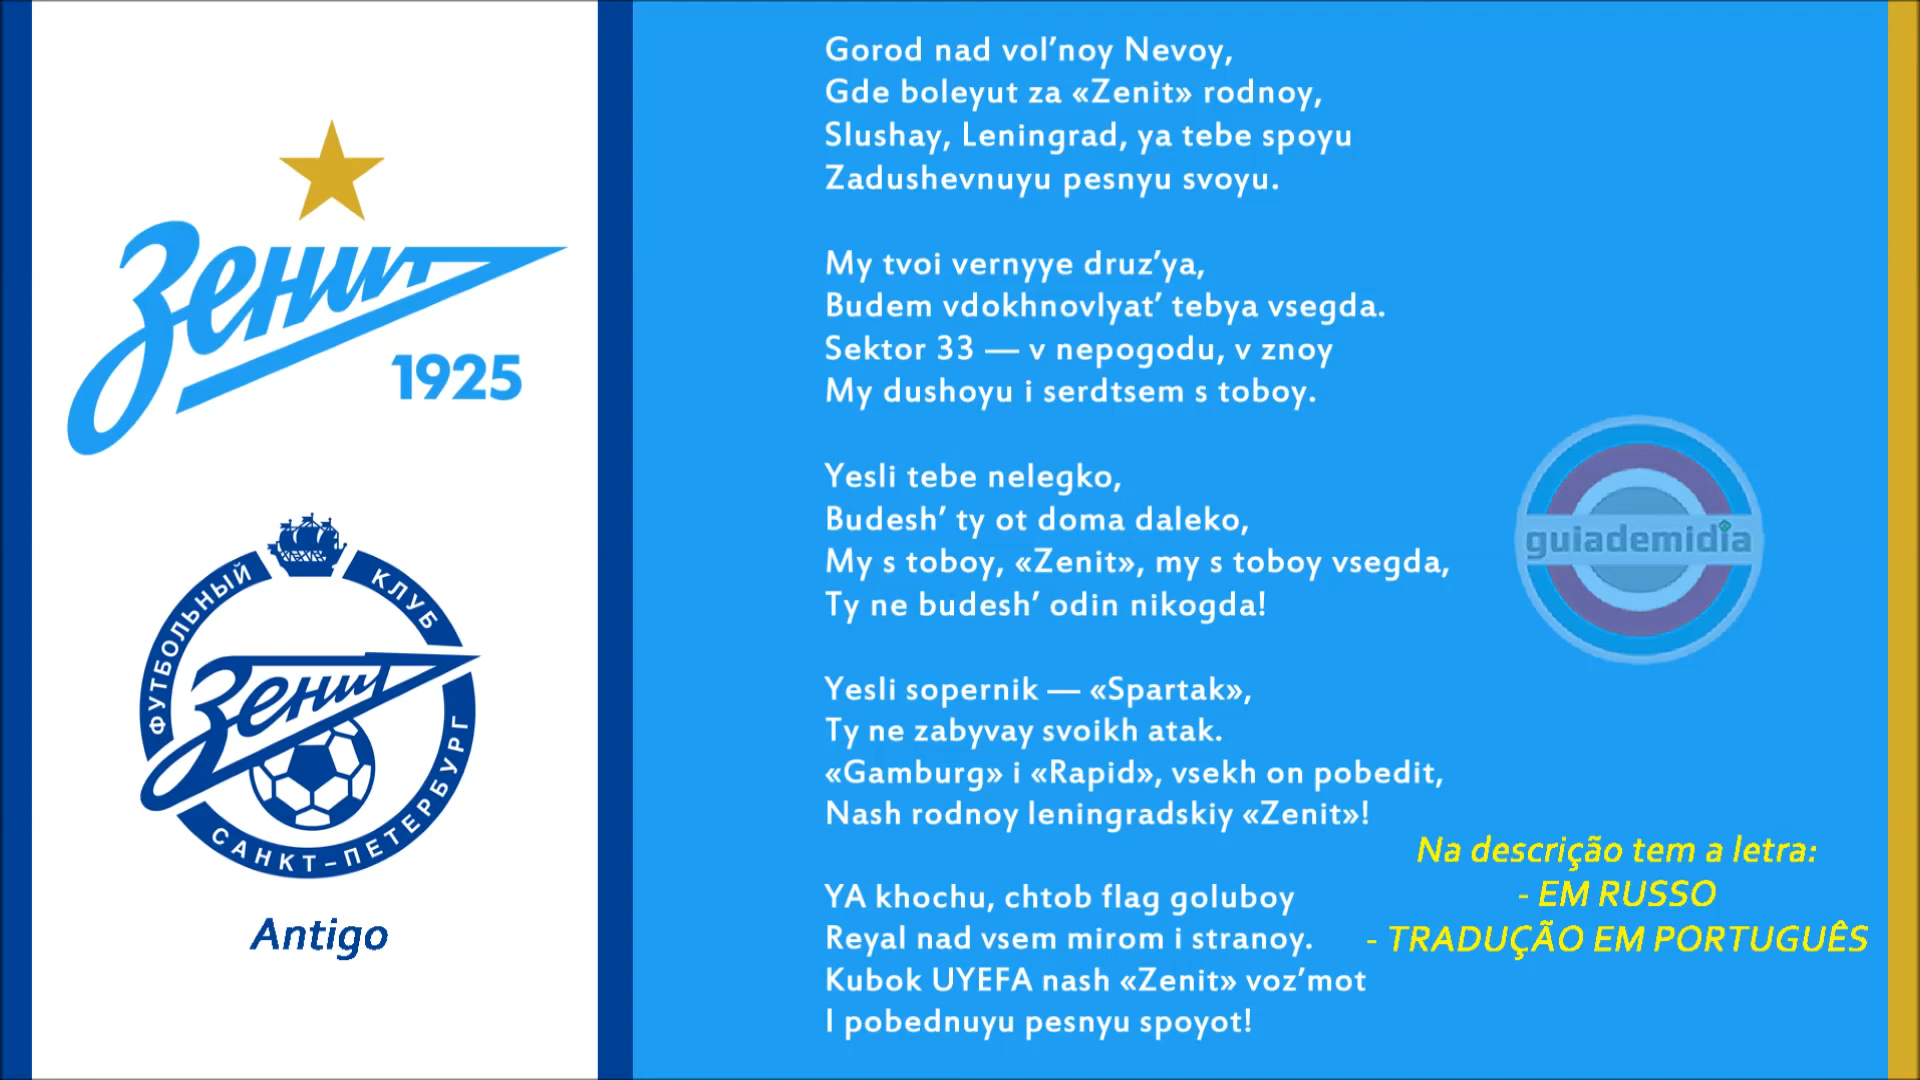 Зенит
1925
ФУТБОЛЬНЫЙ КЛУБ
Зенит
САНКТ-ПЕТЕРБУРГ
Antigo
Gorod nad vol’noy Nevoy,
Gde boleyut za «Zenit» rodnoy,
Slushay, Leningrad, ya tebe spoyu
Zadushevnuyu pesnyu svoyu.
My tvoi vernyye druz’ya,
Budem vdokhnovlyat’ tebya vsegda.
Sektor 33 — v nepogodu, v znoy
My dushoyu i serdtsem s toboy.
Yesli tebe nelegko,
Budesh’ ty ot doma daleko,
My s toboy, «Zenit», my s toboy vsegda,
Ty ne budesh’ odin nikogda!
Yesli sopernik — «Spartak»,
Ty ne zabyvay svoikh atak.
«Gamburg» i «Rapid», vsekh on pobedit,
Nash rodnoy leningradskiy «Zenit»!
YA khochu, chtob flag goluboy
Reyal nad vsem mirom i stranoy.
Kubok UYEFA nash «Zenit» voz’mot
I pobednuyu pesnyu spoyot!
guiademidia
Na descrição tem a letra:
- EM RUSSO
- TRADUÇÃO EM PORTUGUÊS